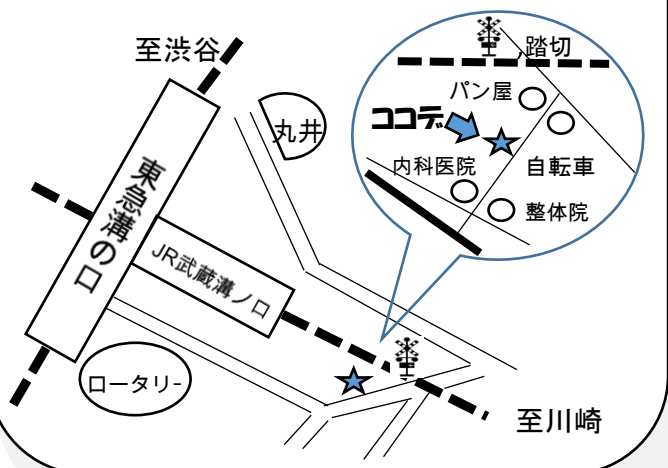 至渋谷
丸井
東急溝の口
JR武蔵溝ノ口
ロータリ-
至川崎
踏切
パン屋
ココデ
内科医院
自転車
整体院